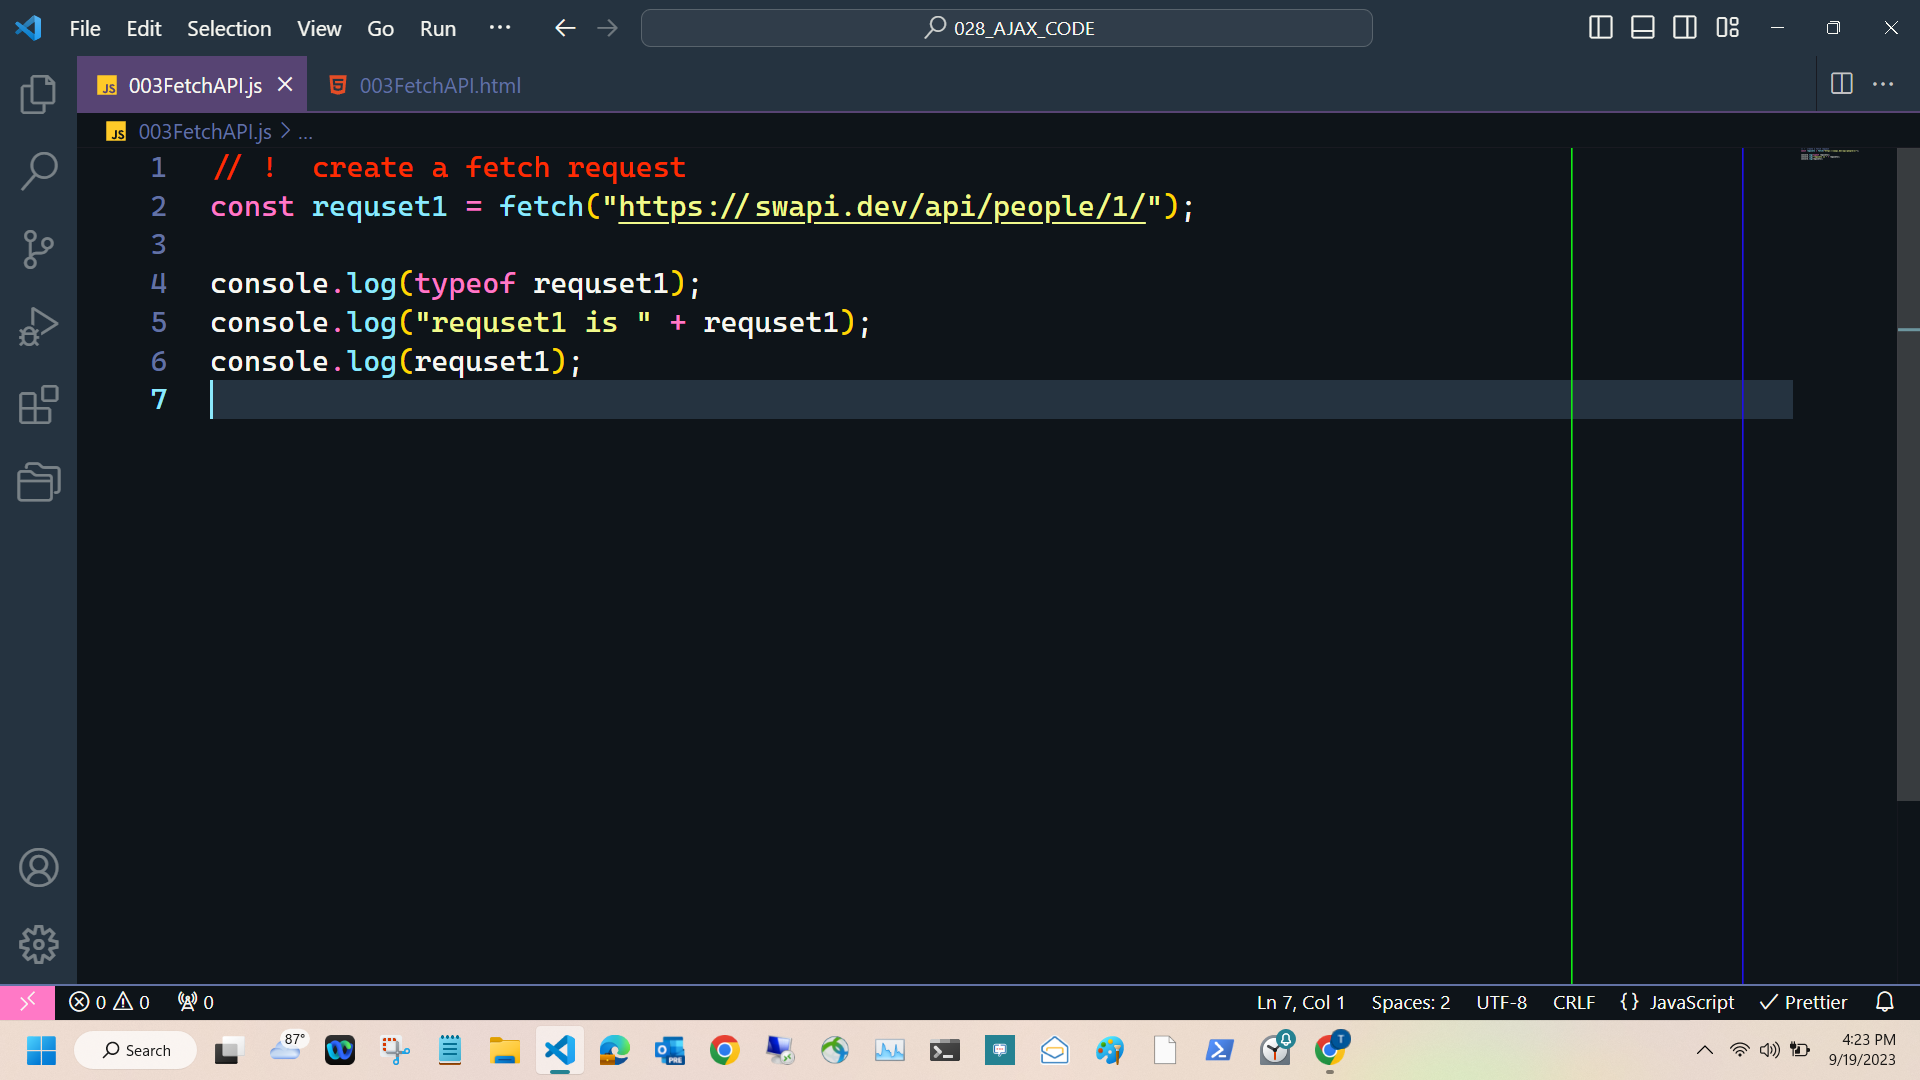 File Edit Selection View Go Run ··· 028_AJAX_CODE
JS 003FetchAPI.js 003FetchAPI.html
JS 003FetchAPI.js > ...
1 // !  create a fetch request
2 const requset1 = fetch("https://swapi.dev/api/people/1/");
3
4 console.log(typeof requset1);
5 console.log("requset1 is " + requset1);
6 console.log(requset1);
7
0 0 0 Ln 7, Col 1 Spaces: 2 UTF-8 CRLF {} JavaScript Prettier
Search 87° PRE T 4:23 PM
9/19/2023